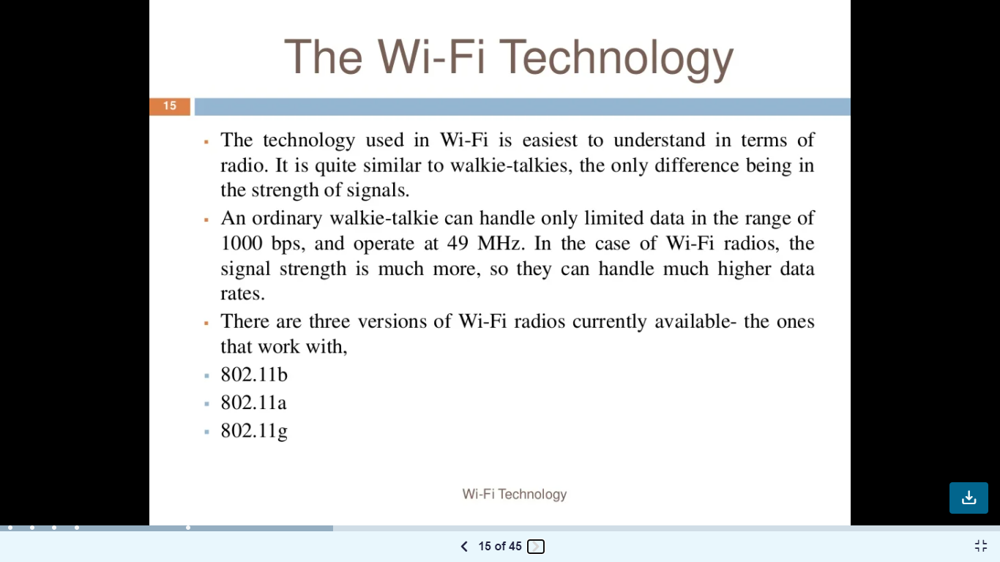 The Wi-Fi Technology
15
The technology used in Wi-Fi is easiest to understand in terms of
radio. It is quite similar to walkie-talkies, the only difference being in
the strength of signals.
An ordinary walkie-talkie can handle only limited data in the range of
1000 bps, and operate at 49 MHz. In the case of Wi-Fi radios, the
signal strength is much more, so they can handle much higher data
rates.
There are three versions of Wi-Fi radios currently available- the ones
that work with,
802.11b
802.11a
802.11g
Wi-Fi Technology
15 of 45